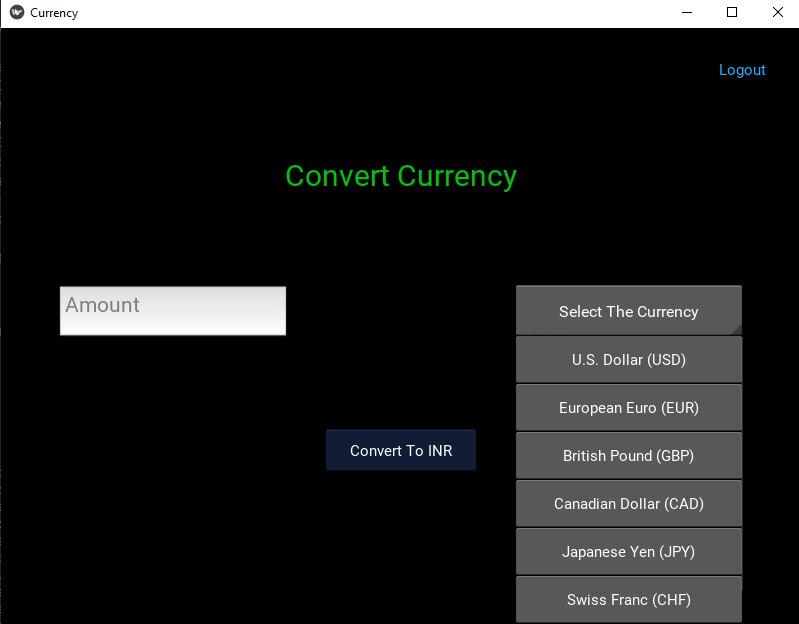 Currency
Logout
Convert Currency
Amount
Select The Currency
U.S. Dollar (USD)
European Euro (EUR)
British Pound (GBP)
Convert To INR
Canadian Dollar (CAD)
Japanese Yen (JPY)
Swiss Franc (CHF)